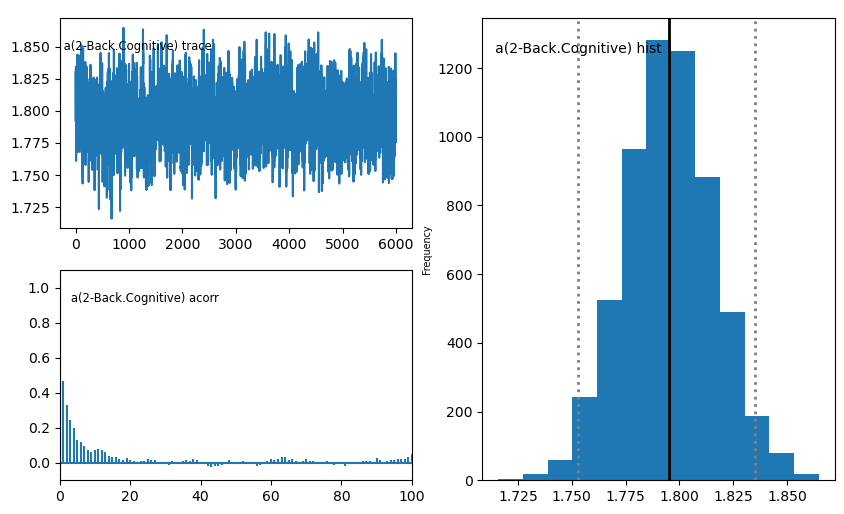 a(2-Back.Cognitive) trace
1.850
1.825
1.800
1.775
1.750
1.725
0 1000 2000 3000 4000 5000 6000
a(2-Back.Cognitive) acorr
1.0
0.8
0.6
0.4
0.2
0.0
0 20 40 60 80 100
a(2-Back.Cognitive) hist
Frequency
1200
1000
800
600
400
200
0
1.725 1.750 1.775 1.800 1.825 1.850